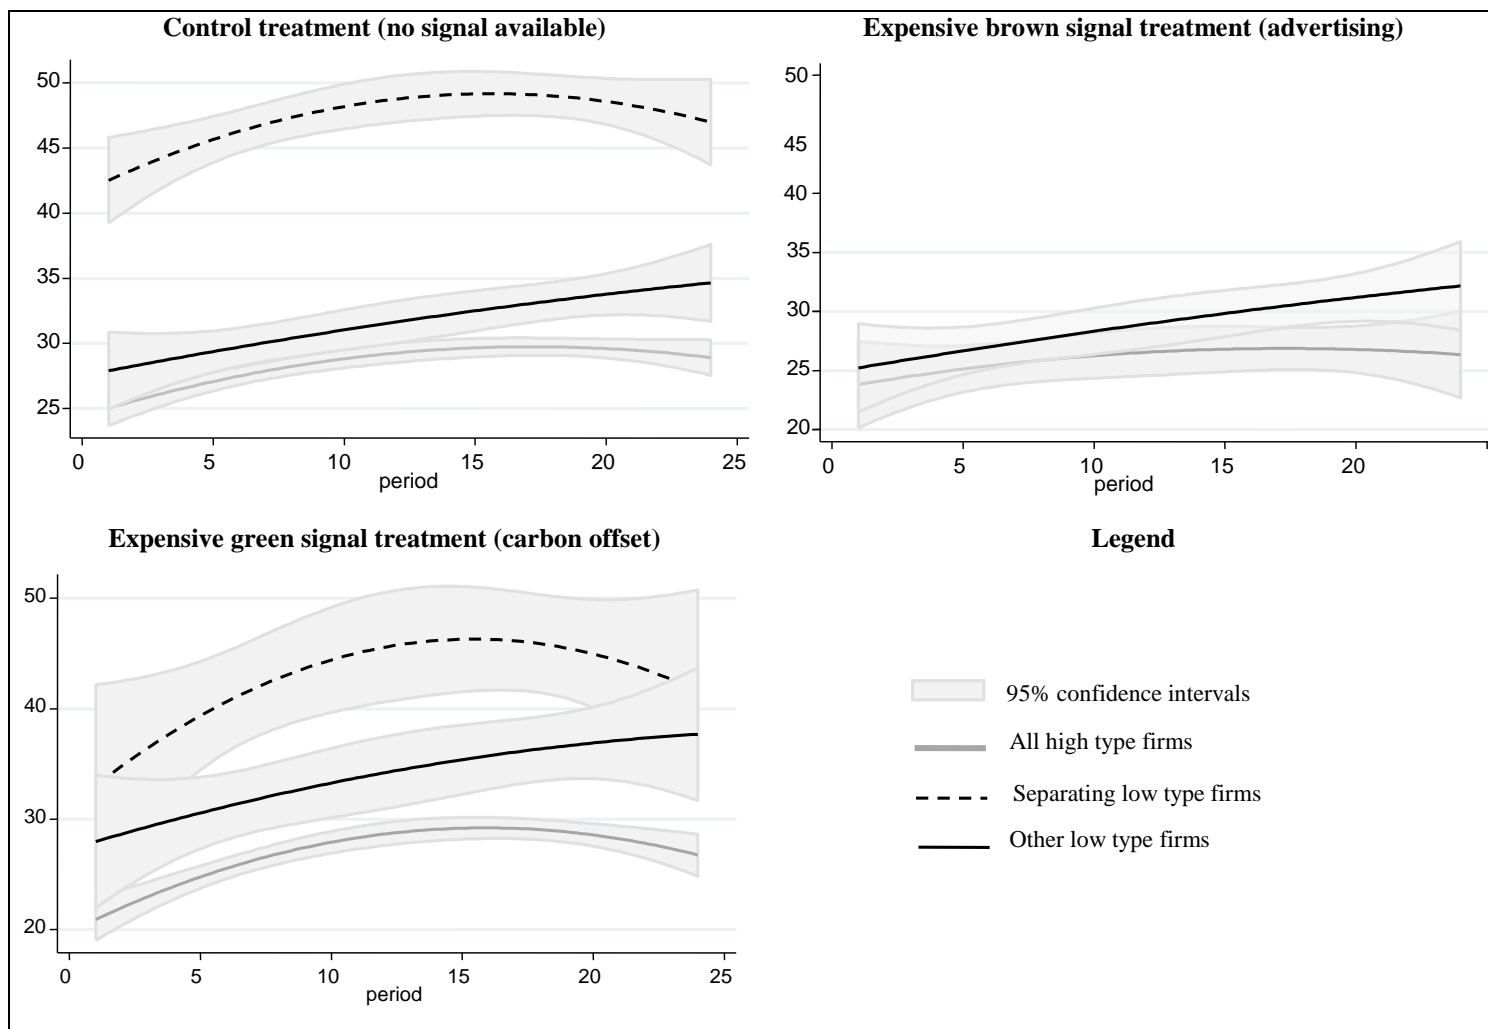 Control treatment (no signal available)
50
45
40
35
30
25
0 5 10 15 20 25
period
Expensive brown signal treatment (advertising)
50
45
40
35
30
25
20
0 5 10 15 20
period
Expensive green signal treatment (carbon offset)
50
40
30
20
0 5 10 15 20 25
period
Legend
95% confidence intervals
All high type firms
Separating low type firms
Other low type firms